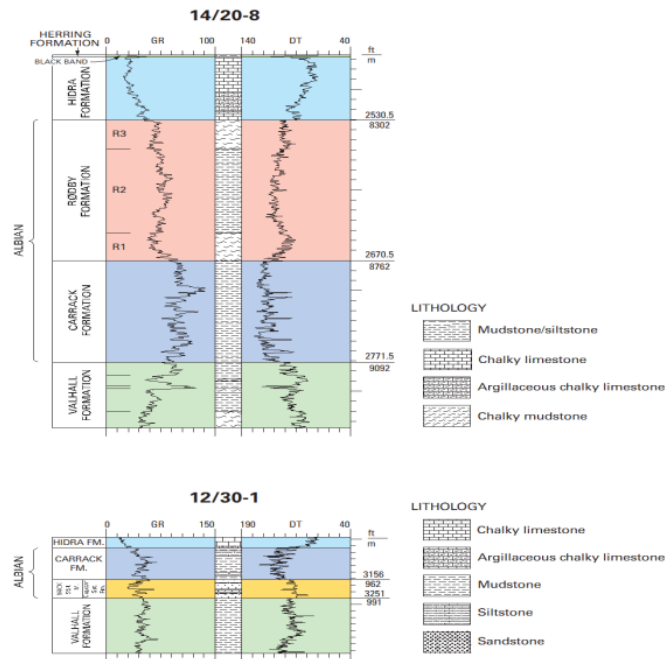 14/20-8
HERRING
FORMATION
0 GR 100 140 DT 40
ft
m
BLACK BAND
HIDRA
FORMATION
2530.5
8302
ALBIAN
RØDBY
FORMATION
R3
R2
R1
2670.5
8762
CARRACK
FORMATION
2771.5
9092
VALHALL
FORMATION
LITHOLOGY
Mudstone/siltstone
Chalky limestone
Argillaceous chalky limestone
Chalky mudstone
12/30-1
0 GR 150 190 DT 40
ft
m
HIDRA FM.
ALBIAN
CARRACK
FM.
3156
962
3251
991
VALHALL
FORMATION
LITHOLOGY
Chalky limestone
Argillaceous chalky limestone
Mudstone
Siltstone
Sandstone